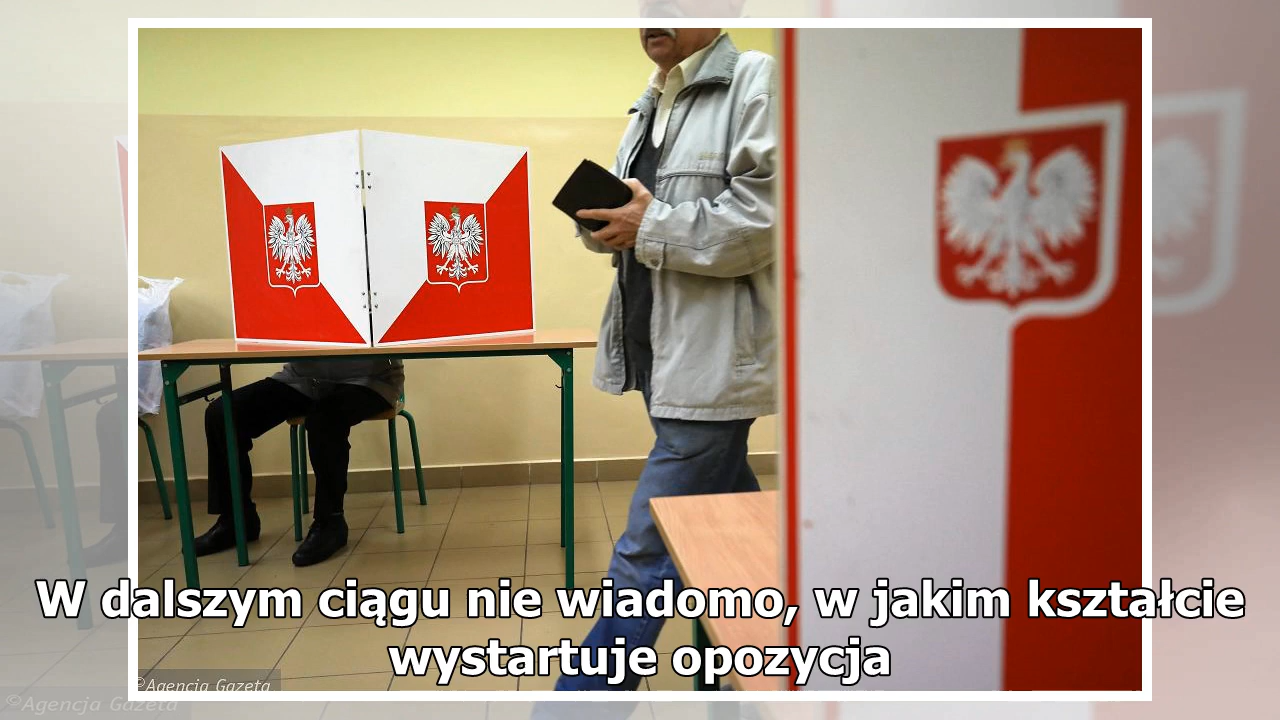 W dalszym ciągu nie wiadomo, w jakim kształcie
wystartuje opozycja
©Agencja Gazeta
©Agencja Gazeta